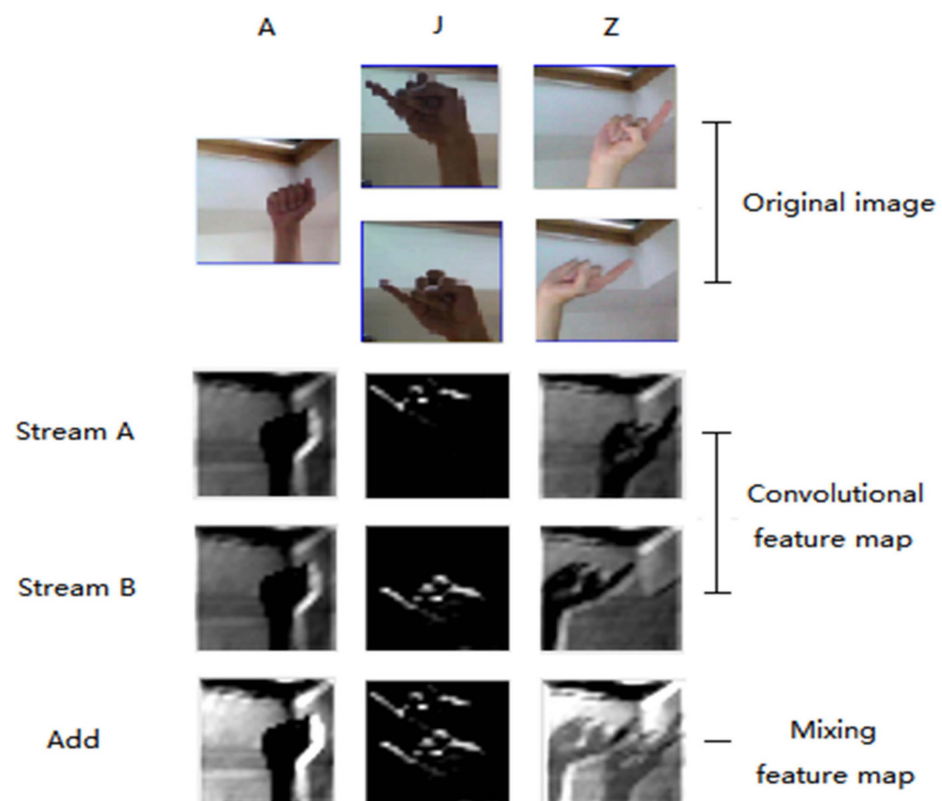 A J Z
Original image
Stream A
Convolutional
feature map
Stream B
Add
Mixing
feature map